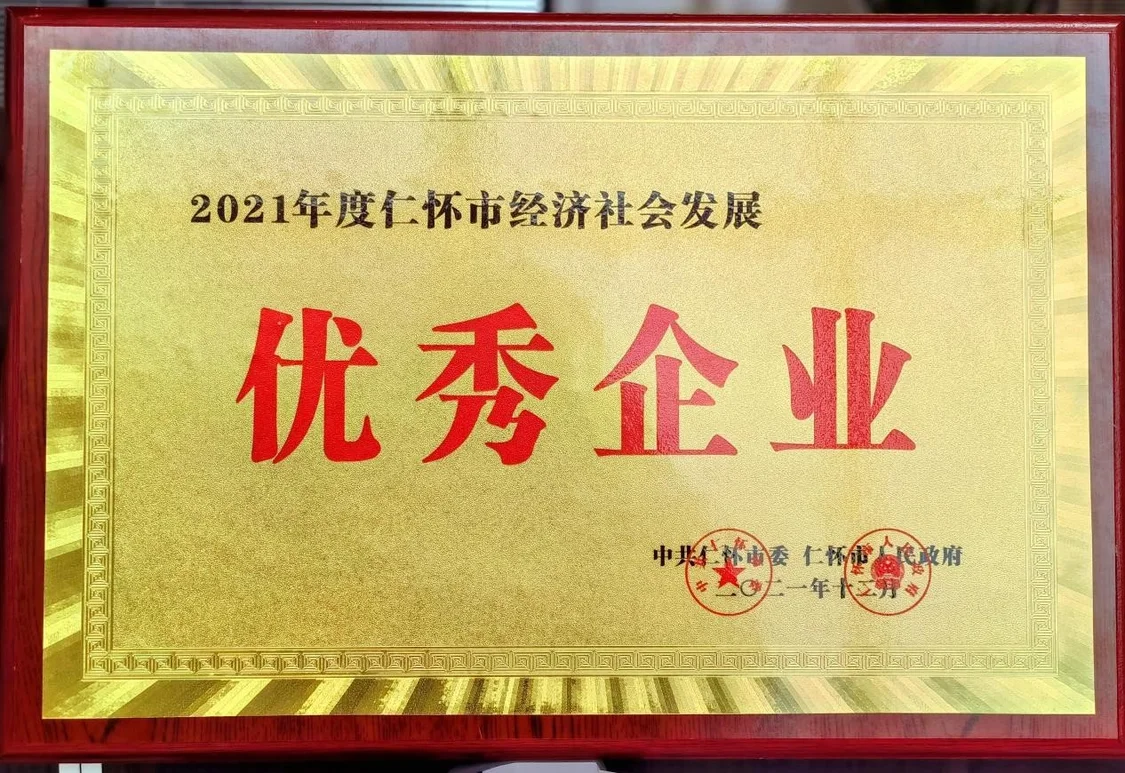 2021年度仁怀市经济社会发展
优秀企业
中共仁怀市委 仁怀市人民政府
二〇二一年十二月